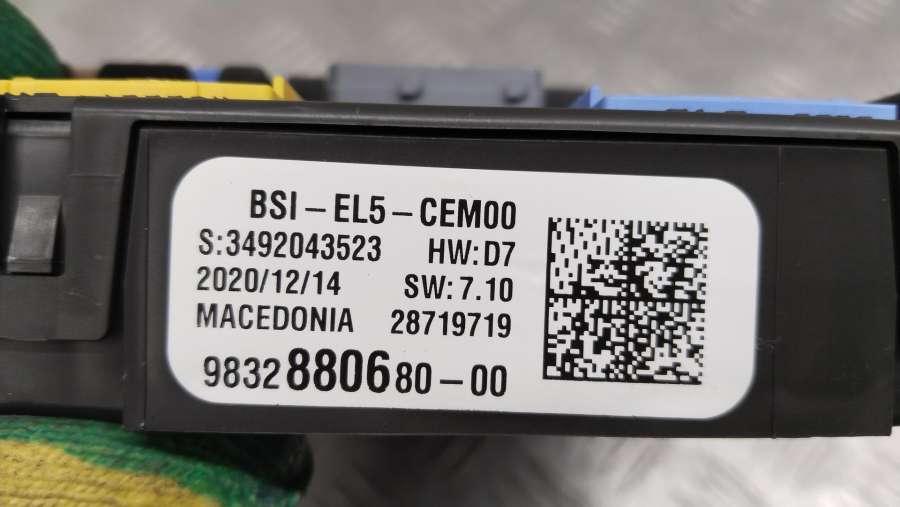 BSI-EL5-CEM00
S:3492043523 HW:D7
2020/12/14 SW:7.10
MACEDONIA 28719719
9832880680-00